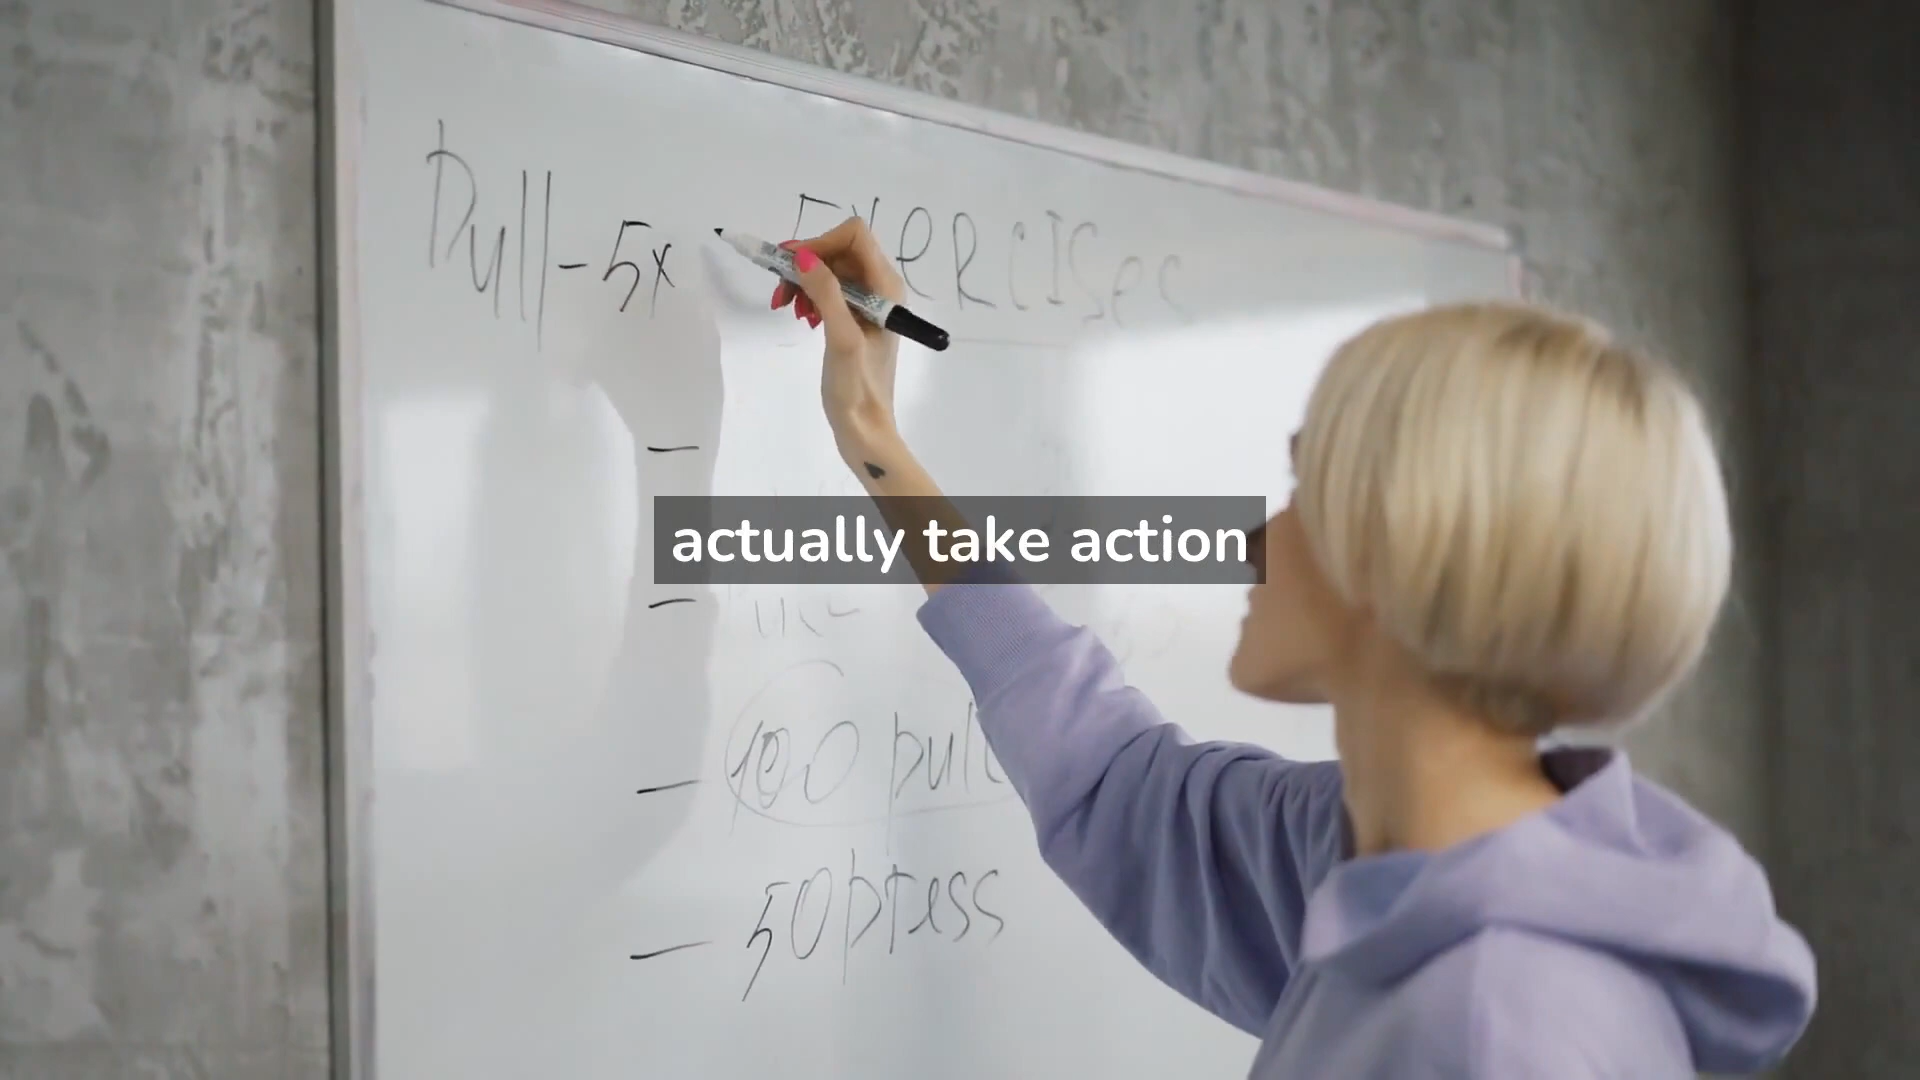 Pull-5x Exercises
actually take action
100 pull
50 press